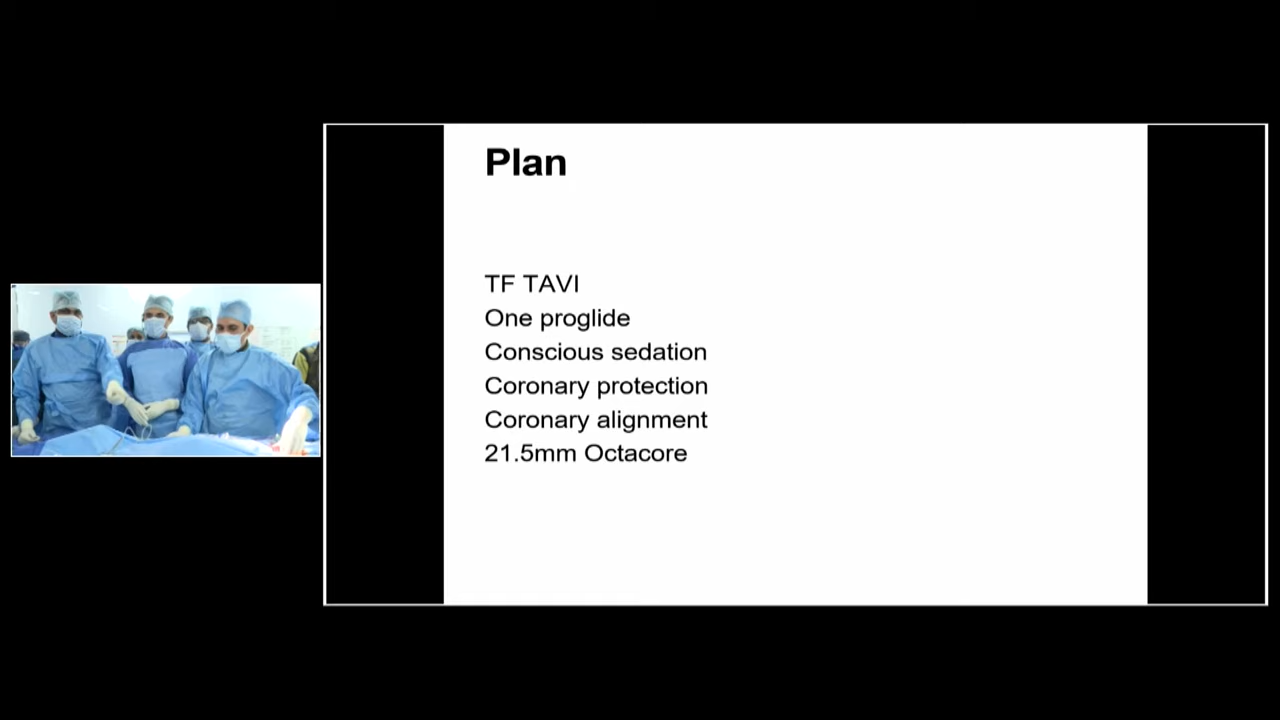 Plan
TF TAVI
One proglide
Conscious sedation
Coronary protection
Coronary alignment
21.5mm Octacore